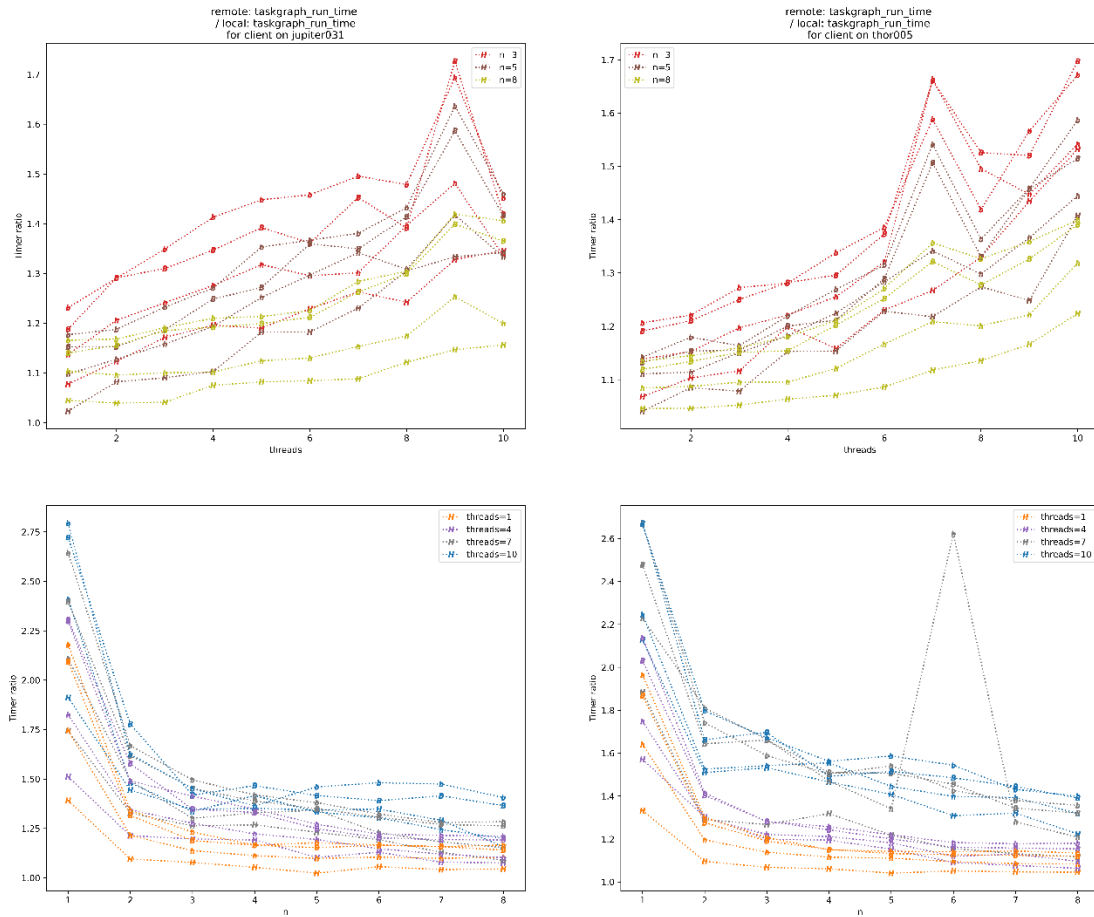 remote: taskgraph_run_time
/ local: taskgraph_run_time
for client on jupiter031
Timer ratio
1.7
1.6
1.5
1.4
1.3
1.2
1.1
1.0
2
4
6
8
10
threads
n 3
n=5
n=8
remote: taskgraph_run_time
/ local: taskgraph_run_time
for client on thor005
Timer ratio
1.7
1.6
1.5
1.4
1.3
1.2
1.1
2
4
6
8
10
threads
n 3
n=5
n=8
Timer ratio
2.75
2.50
2.25
2.00
1.75
1.50
1.25
1.00
1
2
3
4
5
6
7
8
n
threads=1
threads=4
threads=7
threads=10
Timer ratio
2.6
2.4
2.2
2.0
1.8
1.6
1.4
1.2
1.0
1
2
3
4
5
6
7
8
n
threads=1
threads=4
threads=7
threads=10